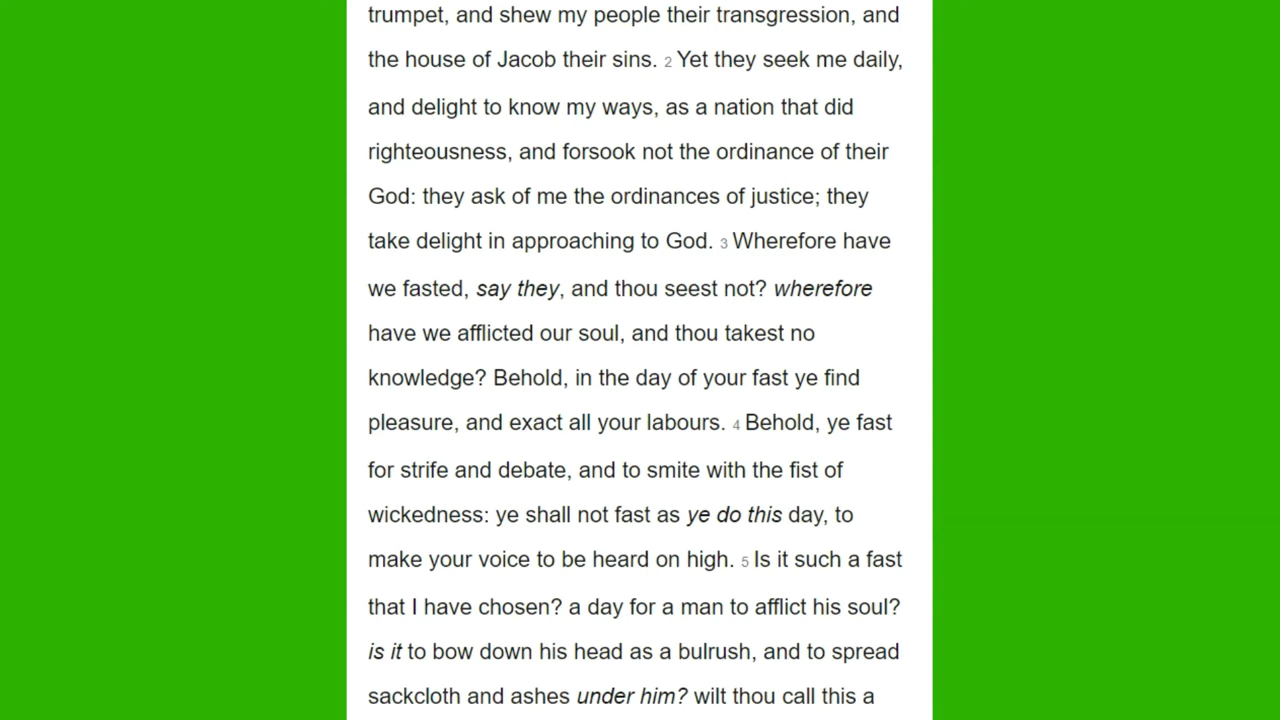 trumpet, and shew my people their transgression, and
the house of Jacob their sins. 2 Yet they seek me daily,
and delight to know my ways, as a nation that did
righteousness, and forsook not the ordinance of their
God: they ask of me the ordinances of justice; they
take delight in approaching to God. 3 Wherefore have
we fasted, say they, and thou seest not? wherefore
have we afflicted our soul, and thou takest no
knowledge? Behold, in the day of your fast ye find
pleasure, and exact all your labours. 4 Behold, ye fast
for strife and debate, and to smite with the fist of
wickedness: ye shall not fast as ye do this day, to
make your voice to be heard on high. 5 Is it such a fast
that I have chosen? a day for a man to afflict his soul?
is it to bow down his head as a bulrush, and to spread
sackcloth and ashes under him? wilt thou call this a